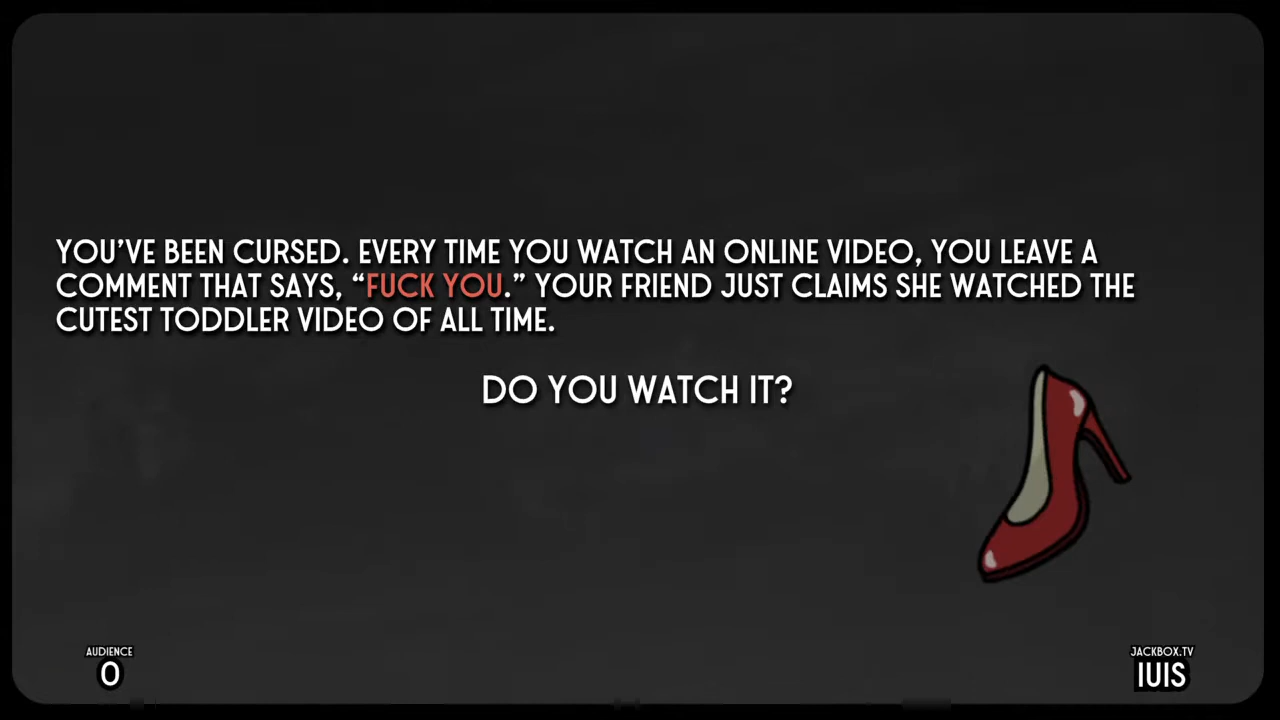 YOU'VE BEEN CURSED. EVERY TIME YOU WATCH AN ONLINE VIDEO, YOU LEAVE A
COMMENT THAT SAYS, “FUCK YOU.” YOUR FRIEND JUST CLAIMS SHE WATCHED THE
CUTEST TODDLER VIDEO OF ALL TIME.
DO YOU WATCH IT?
AUDIENCE
0
JACKBOX.TV
IUIS